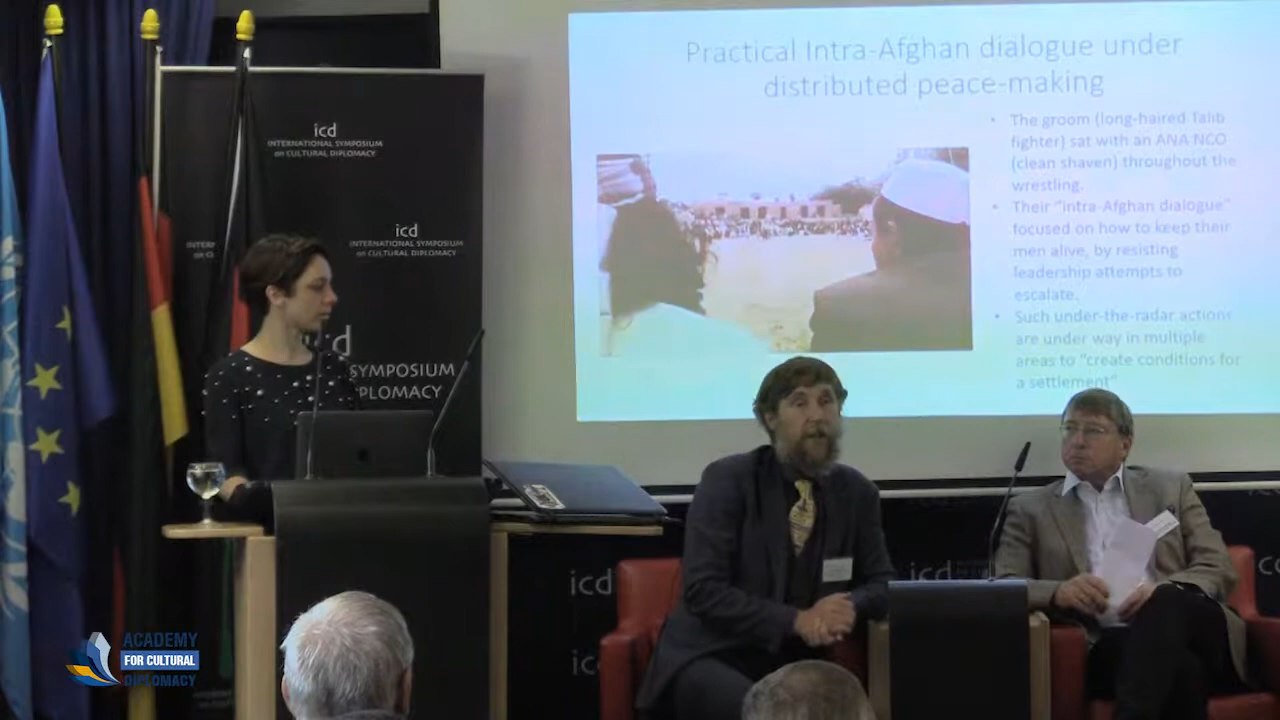 Practical Intra-Afghan dialogue under
distributed peace-making
• The groom (long-haired Talib
fighter) sat with an ANA NCO
(clean shaven) throughout the
wrestling.
• Their "intra-Afghan dialogue"
focused on how to keep their
men alive, by resisting
leadership attempts to
escalate.
• Such under-the-radar actions
are under way in multiple
areas to "create conditions for
a settlement"
icd
INTERNATIONAL SYMPOSIUM
on CULTURAL DIPLOMACY
icd
INTERNATIONAL SYMPOSIUM
on CULTURAL DIPLOMACY
INTER
on CU
d
SYMPOSIUM
PLOMACY
icd
icd
icd
ACADEMY
FOR CULTURAL
DIPLOMACY